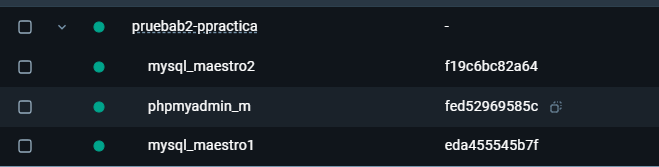 pruebab2-ppractica -
mysql_maestro2 f19c6bc82a64
phpmyadmin_m fed52969585c
mysql_maestro1 eda455545b7f